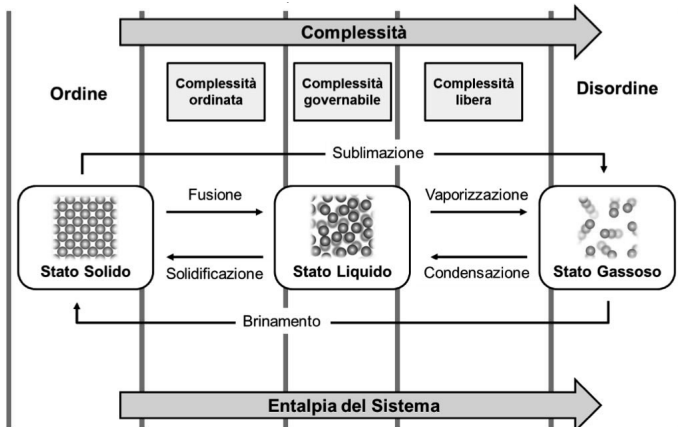 Complessità
Ordine
Complessità
ordinata
Complessità
governabile
Complessità
libera
Disordine
Sublimazione
Fusione
Vaporizzazione
Stato Solido
Solidificazione
Stato Liquido
Condensazione
Stato Gassoso
Brinamento
Entalpia del Sistema